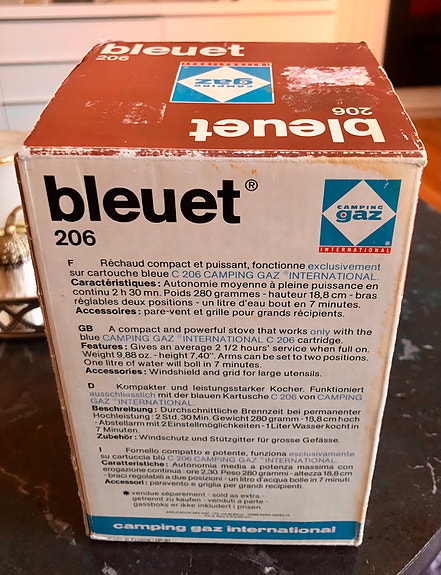 bleuet
206
CAMPING
gaz
INTERNATIONAL
bleuet
206
bleuet®
206
CAMPING
gaz
®
INTERNATIONAL
F Réchaud compact et puissant, fonctionne exclusivement
sur cartouche bleue C 206 CAMPING GAZ ® INTERNATIONAL.
Caractéristiques : Autonomie moyenne à pleine puissance en
continu 2 h 30 mn. Poids 280 grammes - hauteur 18,8 cm - bras
réglables deux positions - un litre d'eau bout en 7 minutes.
Accessoires : pare-vent et grille pour grands récipients.
GB A compact and powerful stove that works only with the
blue CAMPING GAZ ® INTERNATIONAL C 206 cartridge.
Features : Gives an average 2 1/2 hours' service when full on.
Weight 9,88 oz. - height 7,40". Arms can be set to two positions.
One litre of water will boil in 7 minutes.
Accessories : Windshield and grid for large utensils.
D Kompakter und leistungsstarker Kocher. Funktioniert
ausschliesslich mit der blauen Kartusche C 206 von CAMPING
GAZ ® INTERNATIONAL.
Beschreibung : Durchschnittliche Brennzeit bei permanenter
Hochleistung : 2 Std. 30 Min. Gewicht 280 gramm - 18,8 cm hoch
- Abstellarm mit 2 Einstellmöglichkeiten - 1 Liter Wasser kocht in
7 Minuten.
Zubehör : Windschutz und Stützgitter für grosse Gefässe.
I Fornello compatto e potente, funziona esclusivamente
su cartuccia blù C 206 CAMPING GAZ ® INTERNATIONAL.
Caratteristiche : Autonomia media a potenza massima con
erogazione continua : ore 2,30. Peso 280 grammi - altezza 18,8 cm
- braci regolabili a due posizioni - un litro d'acqua bolle in 7 minuti
Accessori : paravento e griglia per grandi recipienti.
* vendue séparément - sold as extra -
getrennt zu kaufen - venduti a parte
gassboks er ikke innskaket i prisen.
camping gaz international